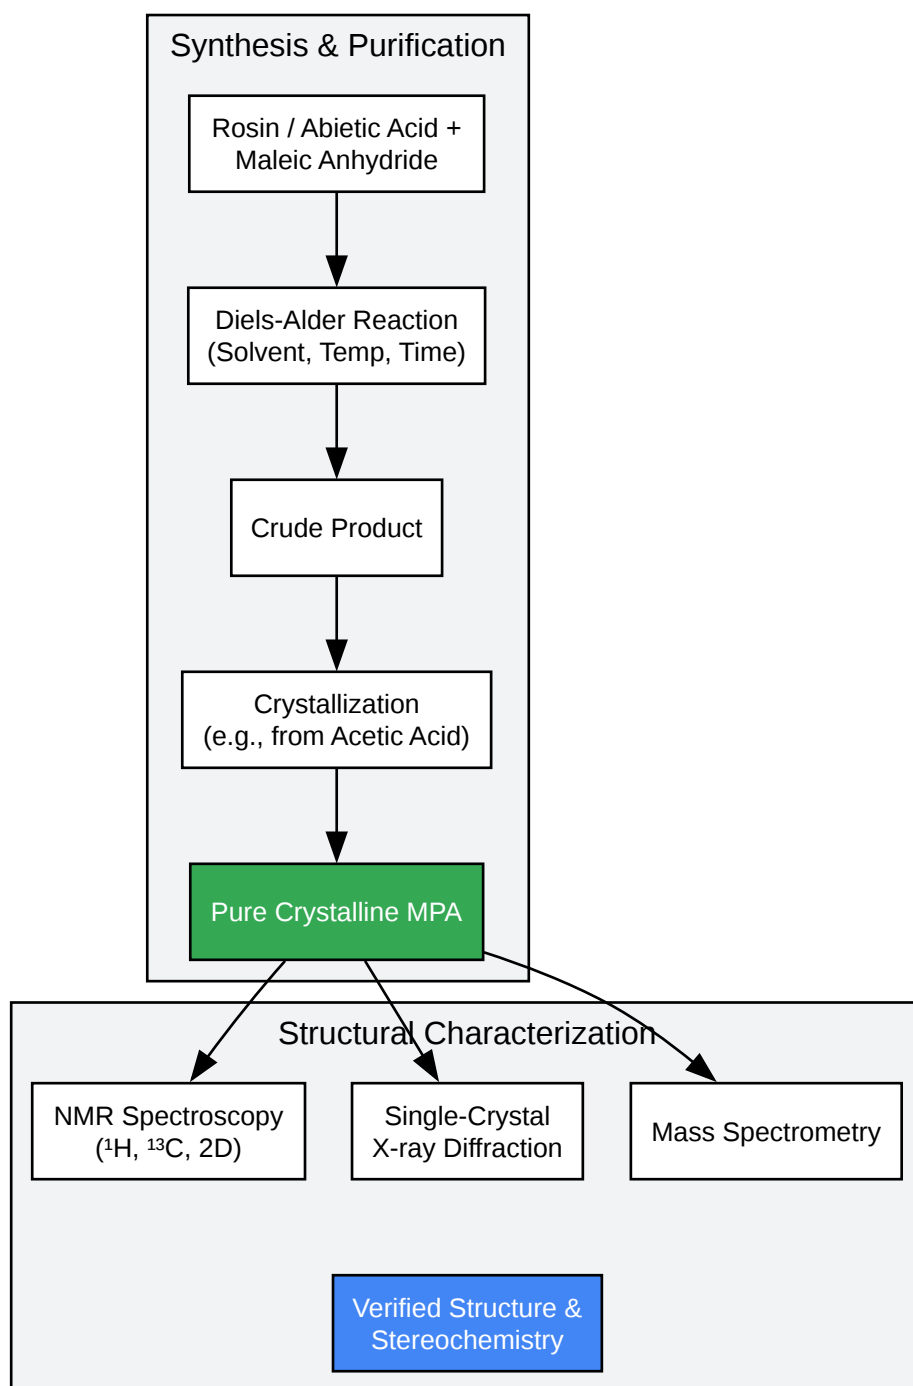 Synthesis & Purification
Rosin / Abietic Acid +
Maleic Anhydride
Diels-Alder Reaction
(Solvent, Temp, Time)
Crude Product
Crystallization
(e.g., from Acetic Acid)
Pure Crystalline MPA
Structural Characterization
NMR Spectroscopy
(¹H, ¹³C, 2D)
Single-Crystal
X-ray Diffraction
Mass Spectrometry
Verified Structure &
Stereochemistry